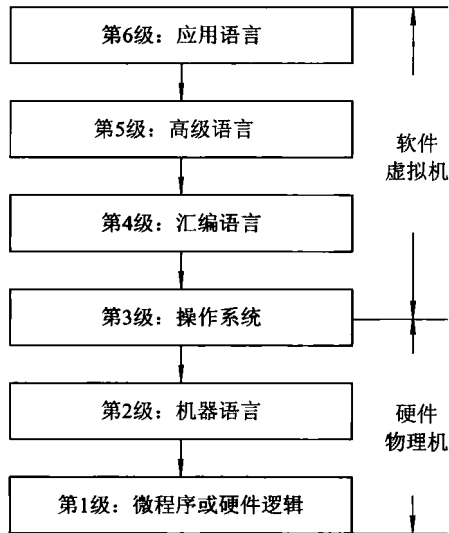 第6级：应用语言
第5级：高级语言
软件
虚拟机
第4级：汇编语言
第3级：操作系统
第2级：机器语言
硬件
物理机
第1级：微程序或硬件逻辑